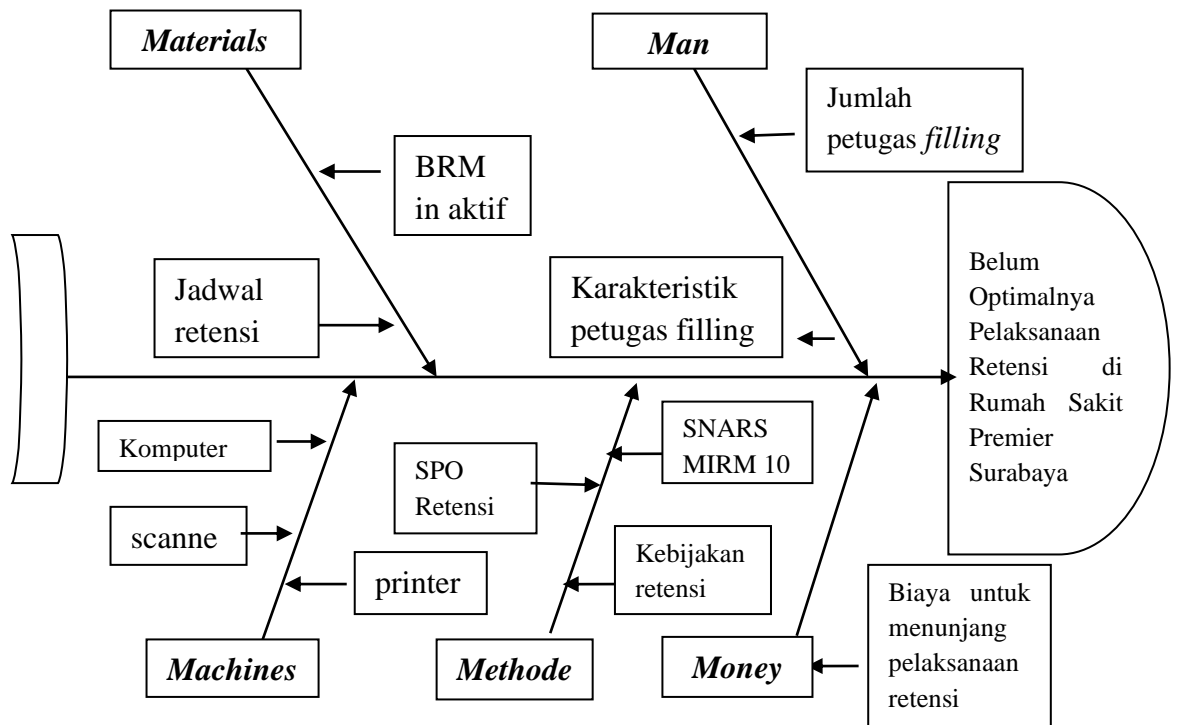 Materials
Man
Jumlah
petugas filling
BRM
in aktif
Jadwal
retensi
Karakteristik
petugas filling
Belum
Optimalnya
Pelaksanaan
Retensi di
Rumah Sakit
Premier
Surabaya
Komputer
scanne
printer
SPO
Retensi
SNARS
MIRM 10
Kebijakan
retensi
Biaya untuk
menunjang
pelaksanaan
retensi
Machines
Methode
Money